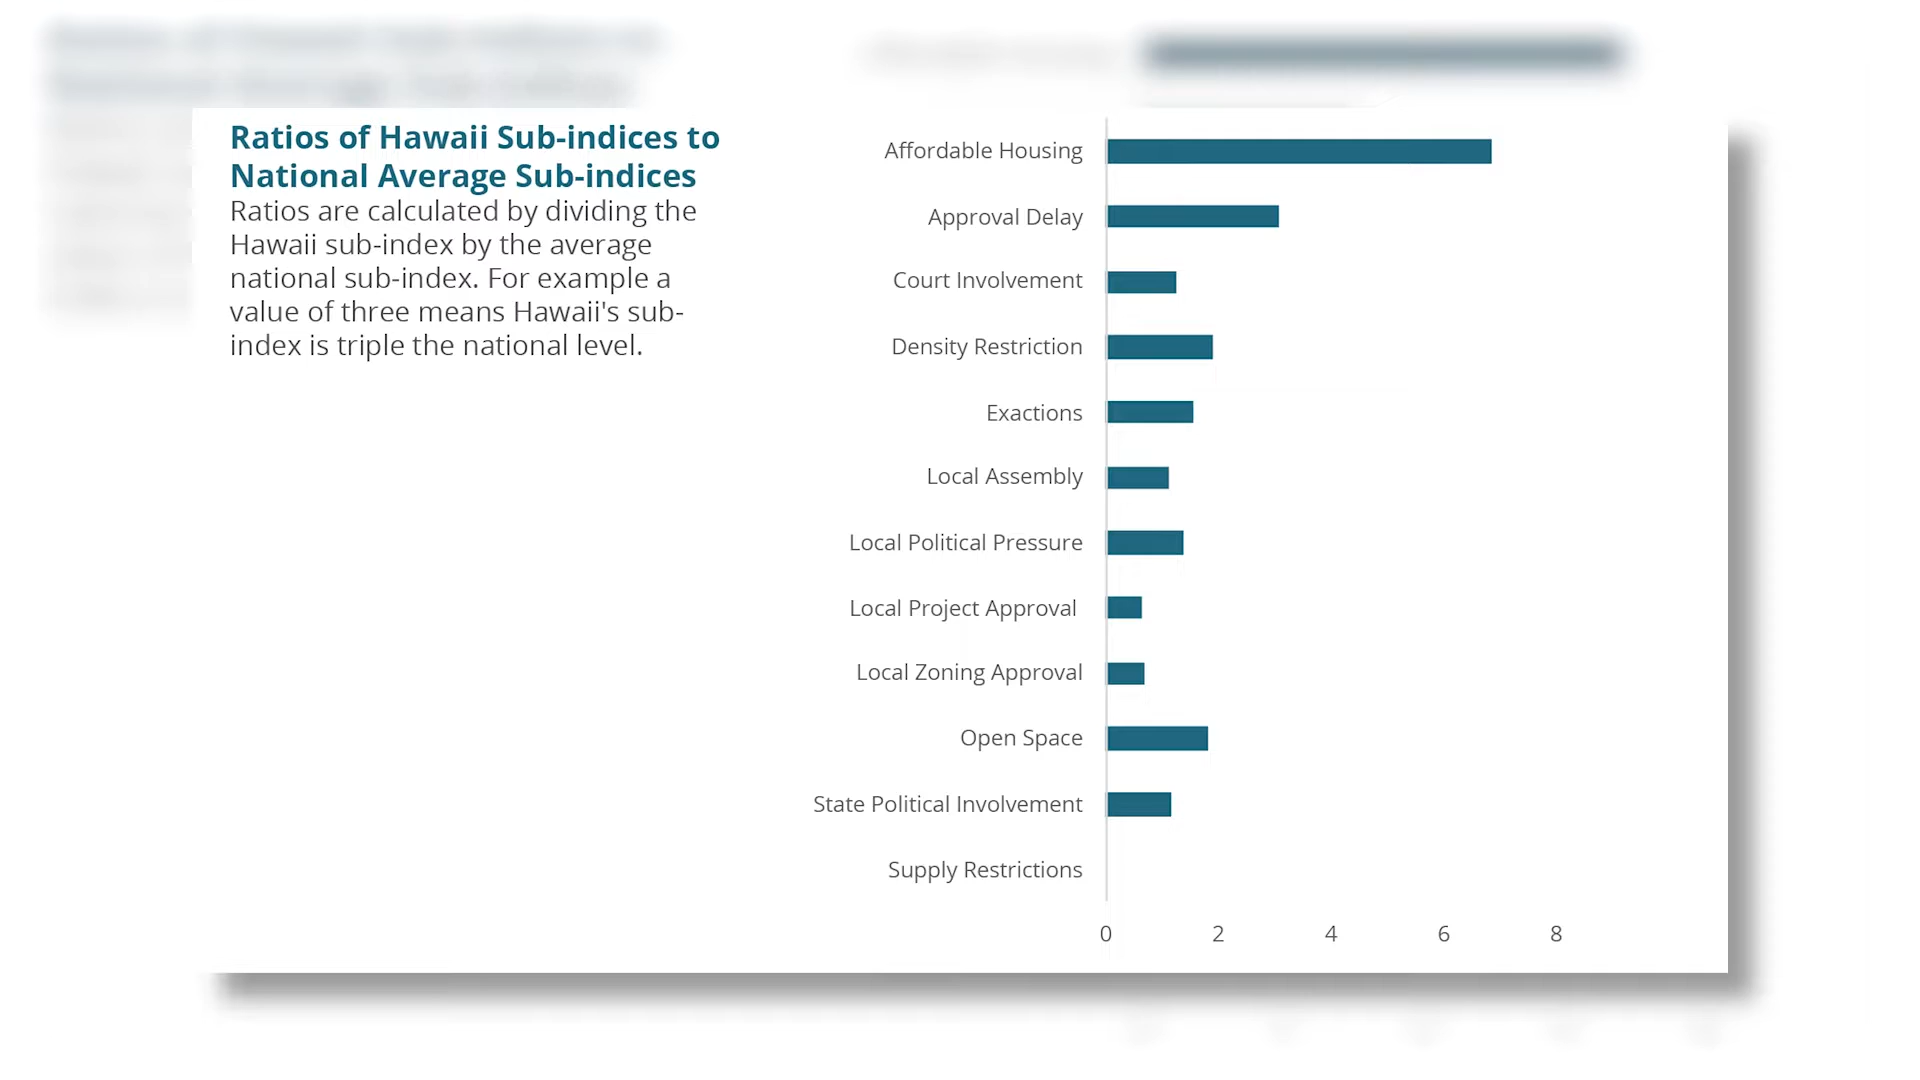 Ratios of Hawaii Sub-indices to
National Average Sub-indices
Ratios are calculated by dividing the
Hawaii sub-index by the average
national sub-index. For example a
value of three means Hawaii's sub-
index is triple the national level.
Affordable Housing
Approval Delay
Court Involvement
Density Restriction
Exactions
Local Assembly
Local Political Pressure
Local Project Approval
Local Zoning Approval
Open Space
State Political Involvement
Supply Restrictions
0 2 4 6 8